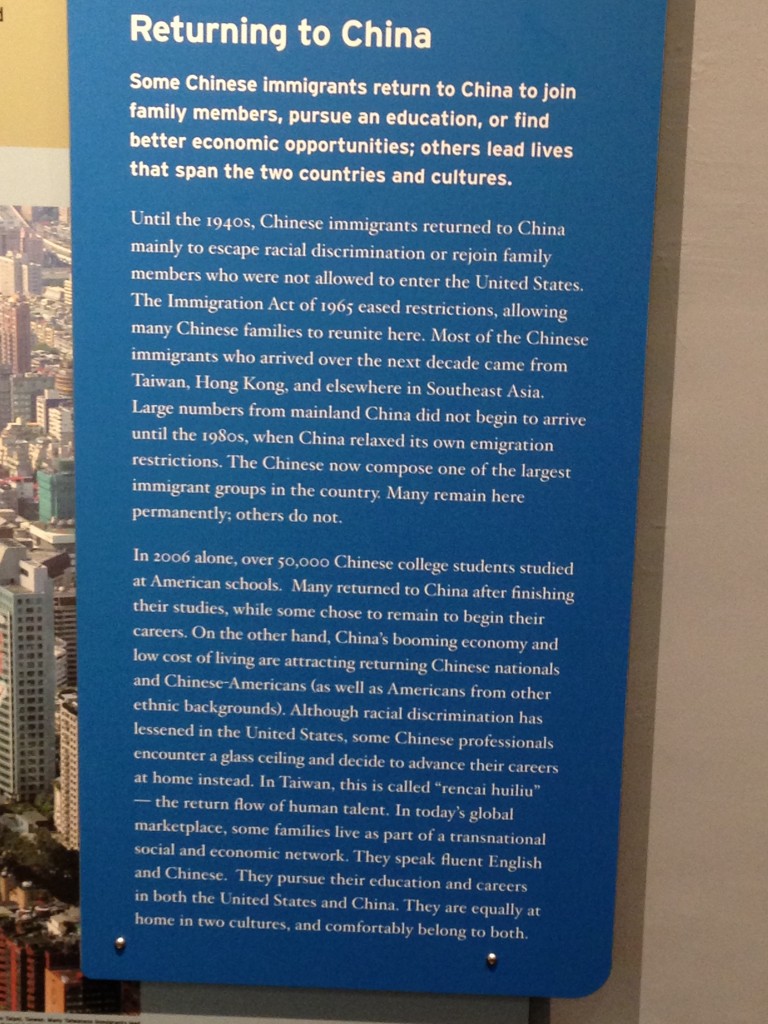 Returning to China
Some Chinese immigrants return to China to join
family members, pursue an education, or find
better economic opportunities; others lead lives
that span the two countries and cultures.
Until the 1940s, Chinese immigrants returned to China
mainly to escape racial discrimination or rejoin family
members who were not allowed to enter the United States.
The Immigration Act of 1965 eased restrictions, allowing
many Chinese families to reunite here. Most of the Chinese
immigrants who arrived over the next decade came from
Taiwan, Hong Kong, and elsewhere in Southeast Asia.
Large numbers from mainland China did not begin to arrive
until the 1980s, when China relaxed its own emigration
restrictions. The Chinese now compose one of the largest
immigrant groups in the country. Many remain here
permanently; others do not.
In 2006 alone, over 50,000 Chinese college students studied
at American schools.  Many returned to China after finishing
their studies, while some chose to remain to begin their
careers. On the other hand, China's booming economy and
low cost of living are attracting returning Chinese nationals
and Chinese-Americans (as well as Americans from other
ethnic backgrounds). Although racial discrimination has
lessened in the United States, some Chinese professionals
encounter a glass ceiling and decide to advance their careers
at home instead. In Taiwan, this is called "rencai huiliu"
— the return flow of human talent. In today's global
marketplace, some families live as part of a transnational
social and economic network. They speak fluent English
and Chinese.  They pursue their education and careers
in both the United States and China. They are equally at
home in two cultures, and comfortably belong to both.